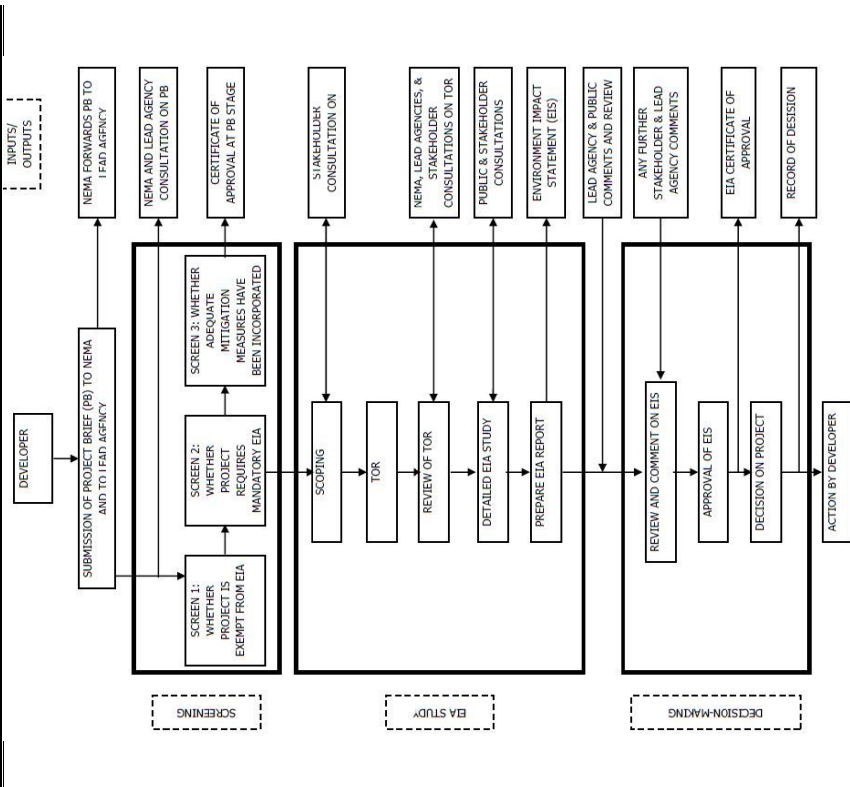 INPUTS/
OUTPUTS
DEVELOPER
SUBMISSION OF PROJECT BRIEF (PB) TO NEMA
AND TO LEAD AGENCY
NEMA FORWARDS PB TO
LEAD AGENCY
NEMA AND LEAD AGENCY
CONSULTATION ON PB
SCREENING
SCREEN 1:
WHETHER
PROJECT IS
EXEMPT FROM EIA
SCREEN 2:
WHETHER
PROJECT
REQUIRES
MANDATORY EIA
SCREEN 3: WHETHER
ADEQUATE
MITIGATION
MEASURES HAVE
BEEN INCORPORATED
CERTIFICATE OF
APPROVAL AT PB STAGE
EIA STUDY
SCOPING
STAKEHOLDER
CONSULTATION ON
TOR
REVIEW OF TOR
NEMA, LEAD AGENCIES, &
STAKEHOLDER
CONSULTATIONS ON TOR
DETAILED EIA STUDY
PUBLIC & STAKEHOLDER
CONSULTATIONS
PREPARE EIA REPORT
ENVIRONMENT IMPACT
STATEMENT (EIS)
LEAD AGENCY & PUBLIC
COMMENTS AND REVIEW
DECISION-MAKING
REVIEW AND COMMENT ON EIS
ANY FURTHER
STAKEHOLDER & LEAD
AGENCY COMMENTS
APPROVAL OF EIS
EIA CERTIFICATE OF
APPROVAL
DECISION ON PROJECT
RECORD OF DESISION
ACTION BY DEVELOPER